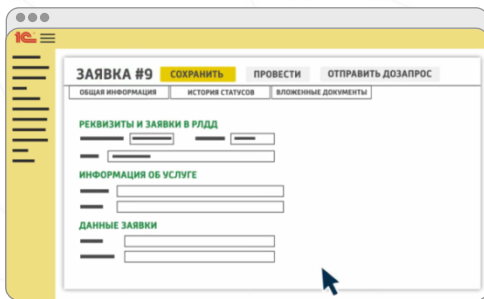 1С
ЗАЯВКА #9 СОХРАНИТЬ ПРОВЕСТИ ОТПРАВИТЬ ДОЗАПРОС
ОБЩАЯ ИНФОРМАЦИЯ ИСТОРИЯ СТАТУСОВ ВЛОЖЕННЫЕ ДОКУМЕНТЫ
РЕКВИЗИТЫ И ЗАЯВКИ В РЛДД
ИНФОРМАЦИЯ ОБ УСЛУГЕ
ДАННЫЕ ЗАЯВКИ